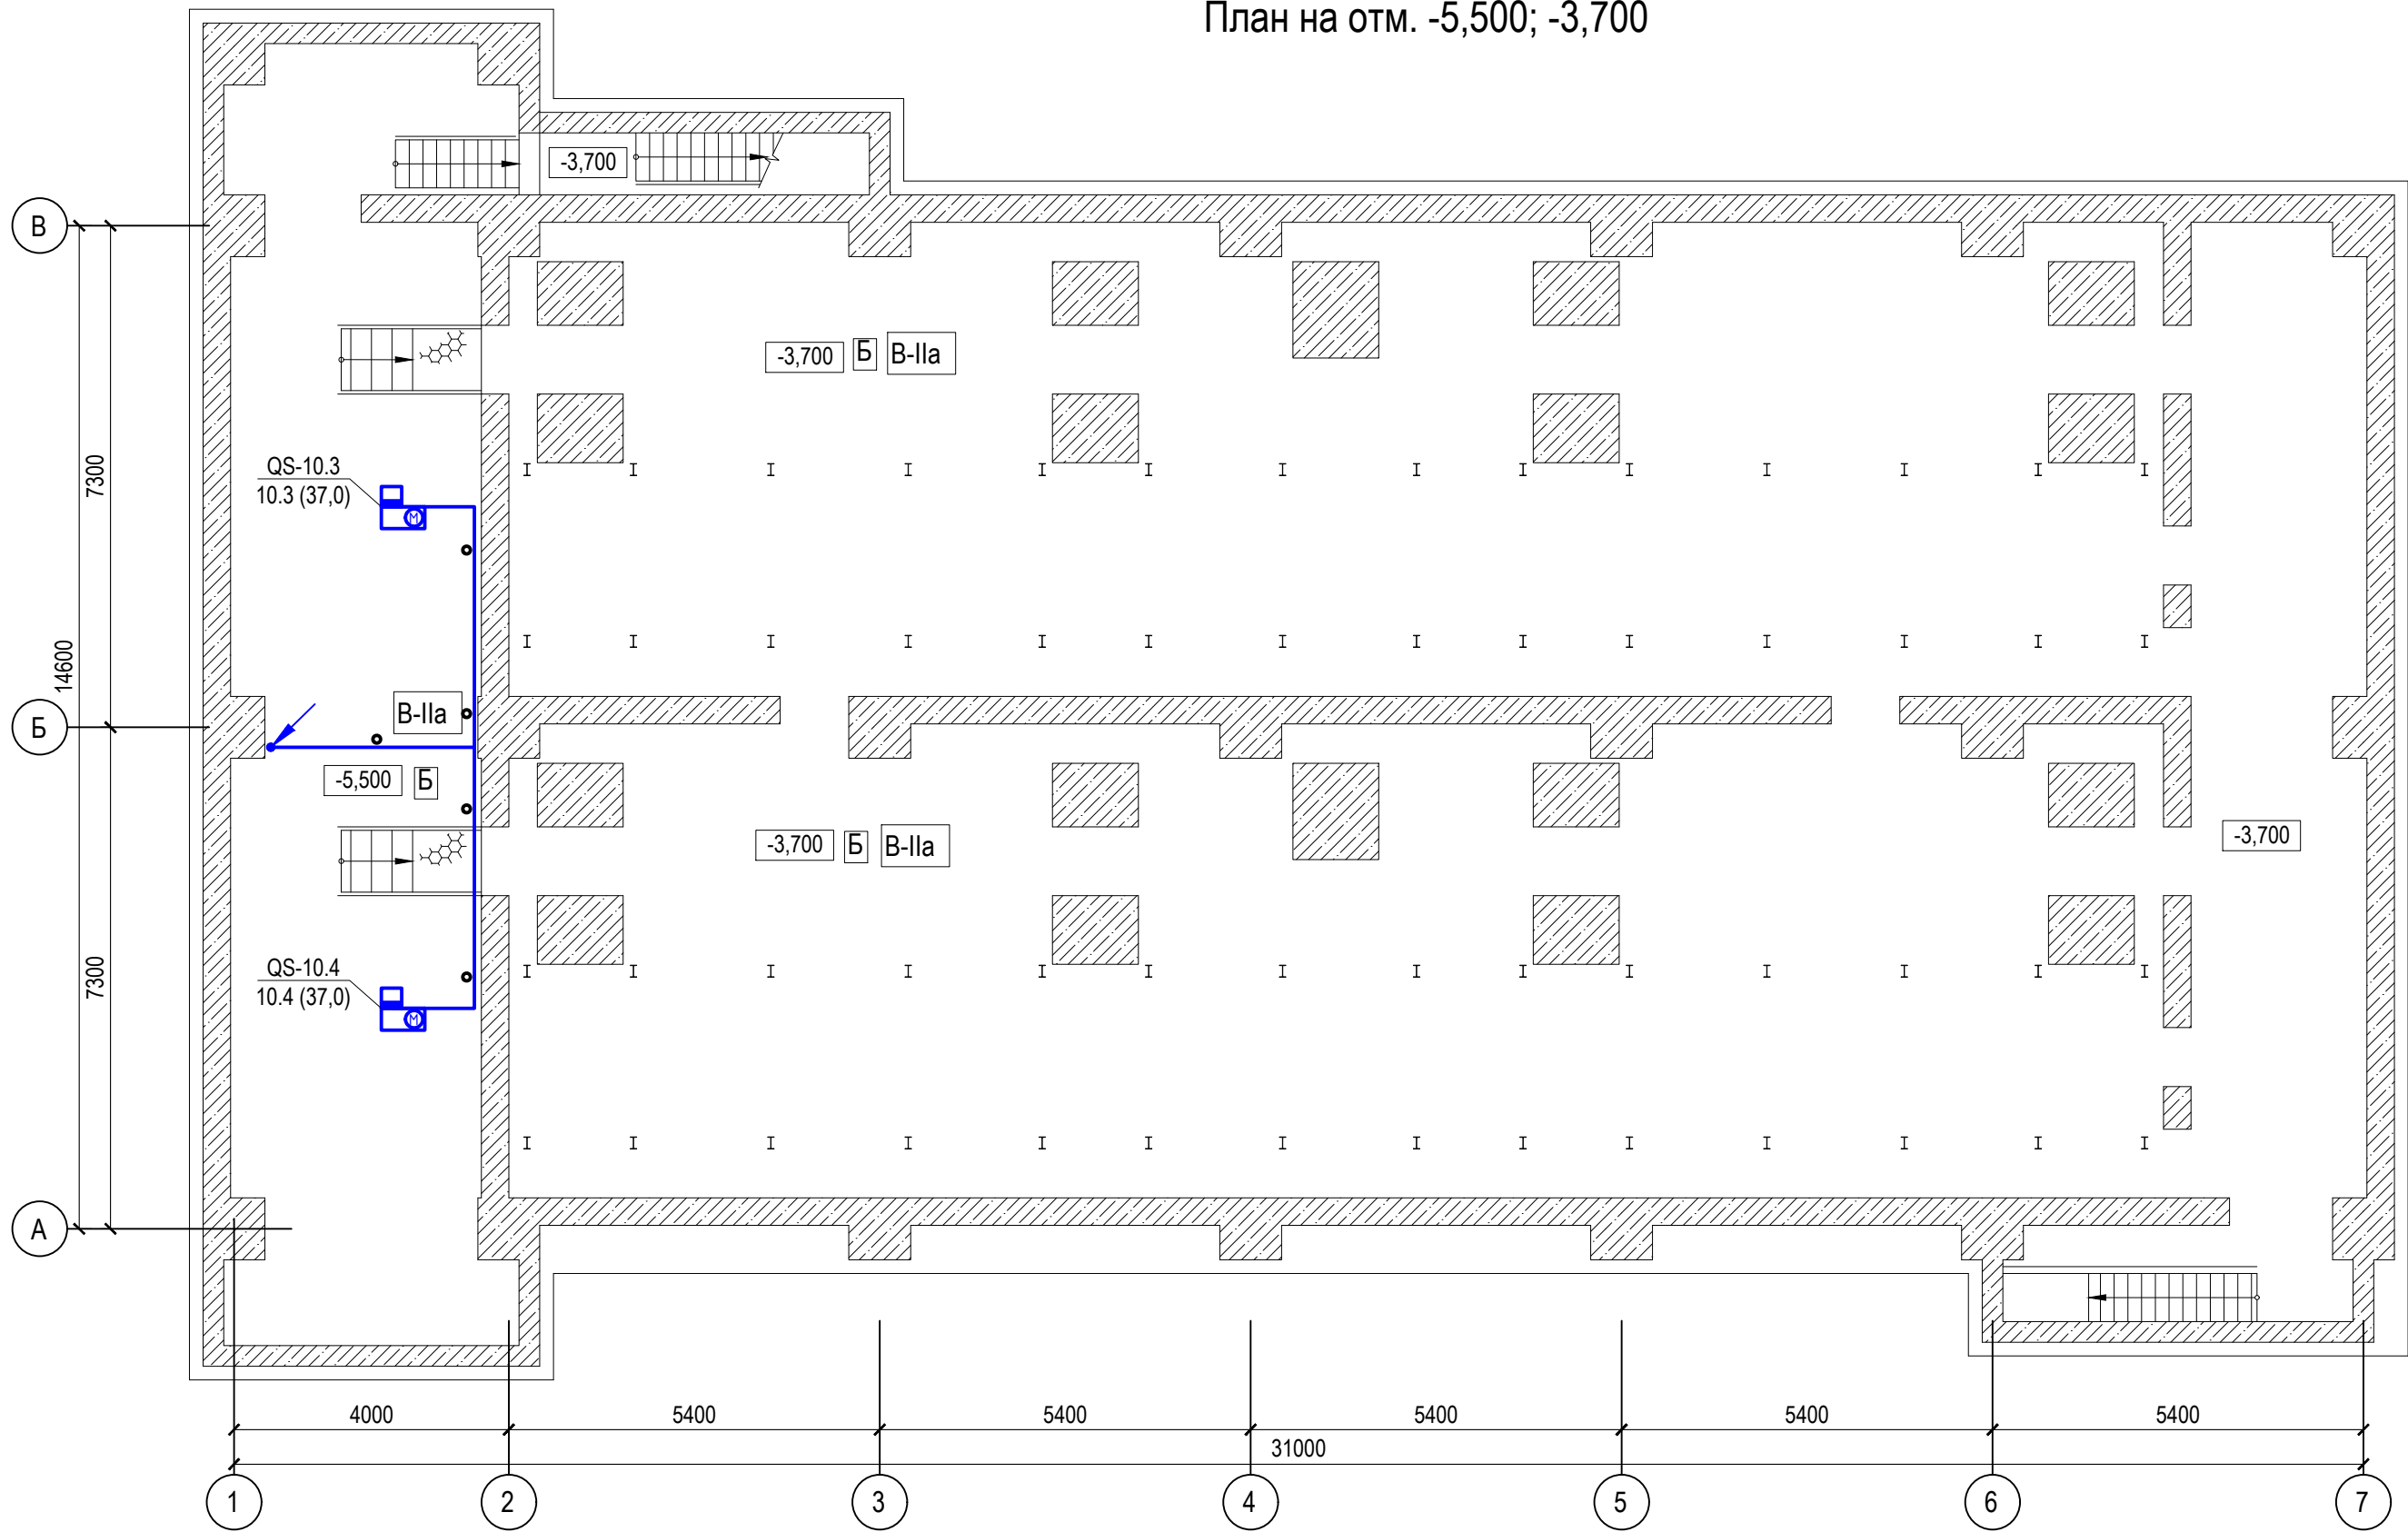 План на отм. -5,500; -3,700
-3,700
В
-3,700 Б В-IIа
QS-10.3
10.3 (37,0)
М
7300
14600
В-IIа
Б
-5,500 Б
-3,700 Б В-IIа
-3,700
QS-10.4
10.4 (37,0)
М
7300
А
4000 5400 5400 5400 5400 5400
31000
1 2 3 4 5 6 7